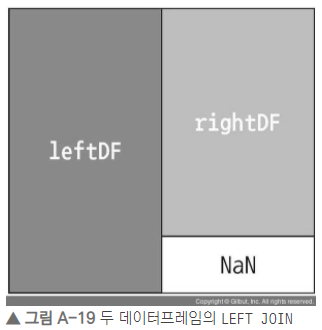 leftDF
rightDF
NaN
Copyright © Gilbut, Inc. All rights reserved.
▲ 그림 A-19 두 데이터프레임의 LEFT JOIN